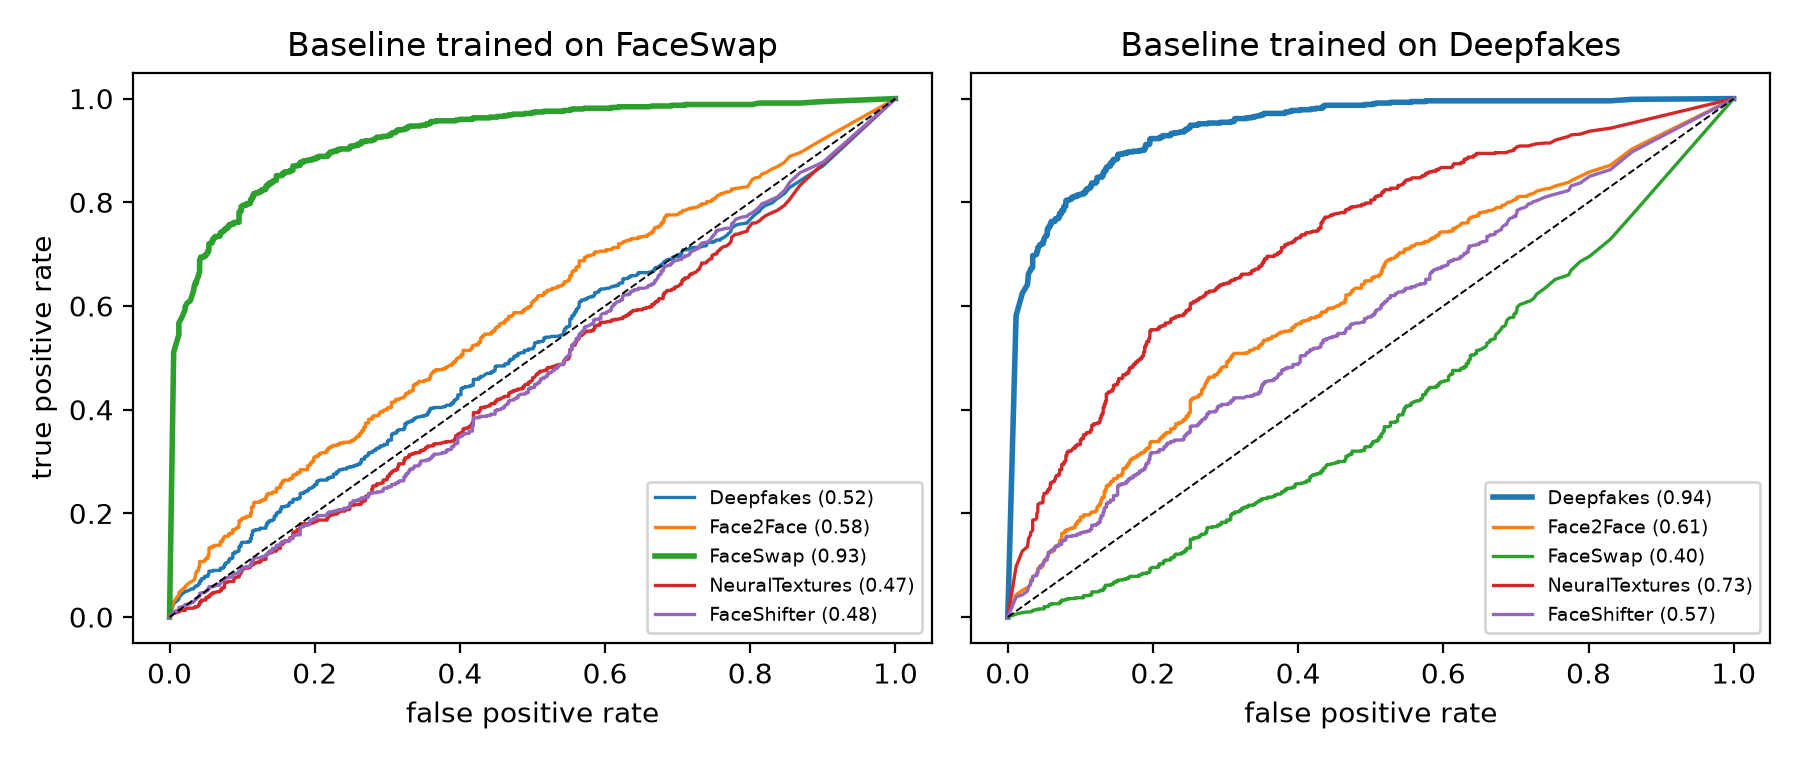 Baseline trained on FaceSwap
true positive rate
1.0
0.8
0.6
0.4
0.2
0.0
Deepfakes (0.52)
Face2Face (0.58)
FaceSwap (0.93)
NeuralTextures (0.47)
FaceShifter (0.48)
0.0 0.2 0.4 0.6 0.8 1.0
false positive rate
Baseline trained on Deepfakes
Deepfakes (0.94)
Face2Face (0.61)
FaceSwap (0.40)
NeuralTextures (0.73)
FaceShifter (0.57)
0.0 0.2 0.4 0.6 0.8 1.0
false positive rate